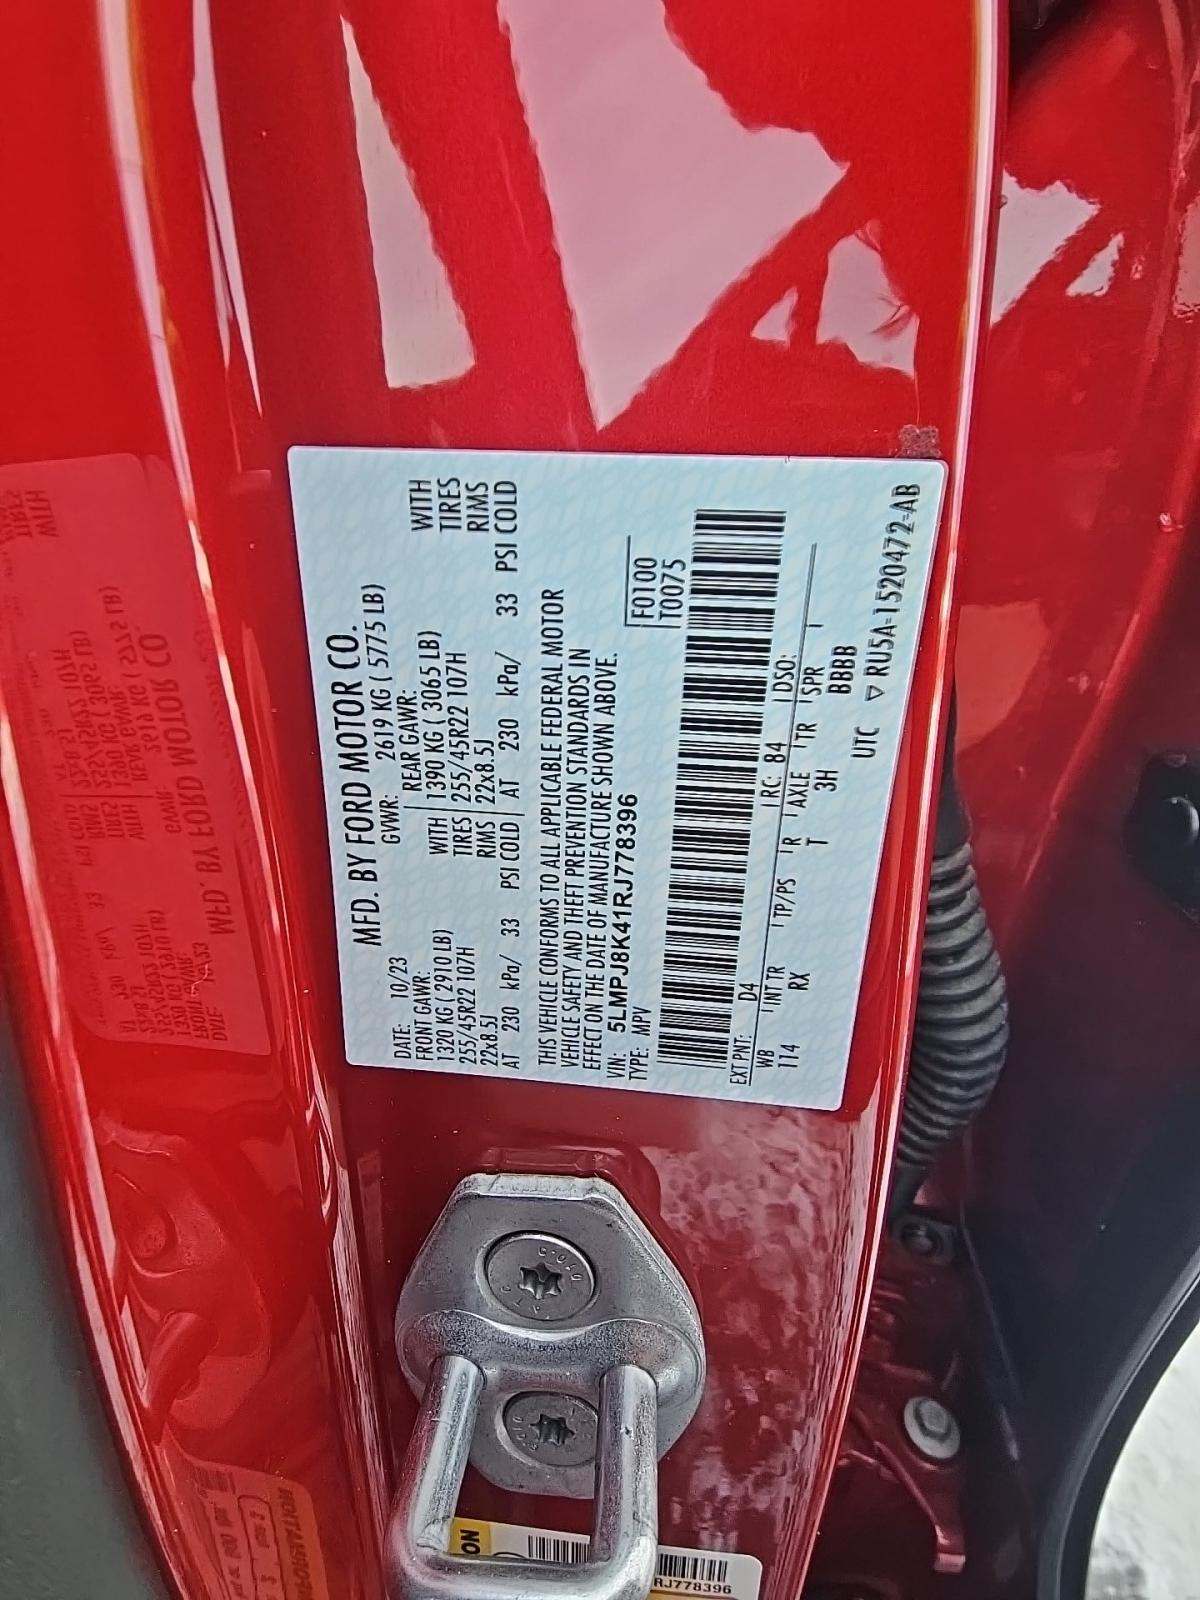 MFD. BY FORD MOTOR CO.
DATE: 10/23 GVWR: 2619 KG ( 5775 LB)
FRONT GAWR: REAR GAWR:
1320 KG ( 2910 LB) WITH 1390 KG ( 3065 LB) WITH
255/45R22 107H TIRES 255/45R22 107H TIRES
22x8.5J RIMS 22x8.5J RIMS
AT 230 kPa/ 33 PSI COLD AT 230 kPa/ 33 PSI COLD
THIS VEHICLE CONFORMS TO ALL APPLICABLE FEDERAL MOTOR
VEHICLE SAFETY AND THEFT PREVENTION STANDARDS IN
EFFECT ON THE DATE OF MANUFACTURE SHOWN ABOVE.
VIN: 5LMPJ8K41RJ778396 F0100
TYPE: MPV T0075
EXT PNT: D4 RC: 84 DSO:
WB INT TR TP/PS R AXLE TR SPR
114 RX T 3H BBBB
UTC ▽ RU5A-1520472-AB
ON
RJ778396